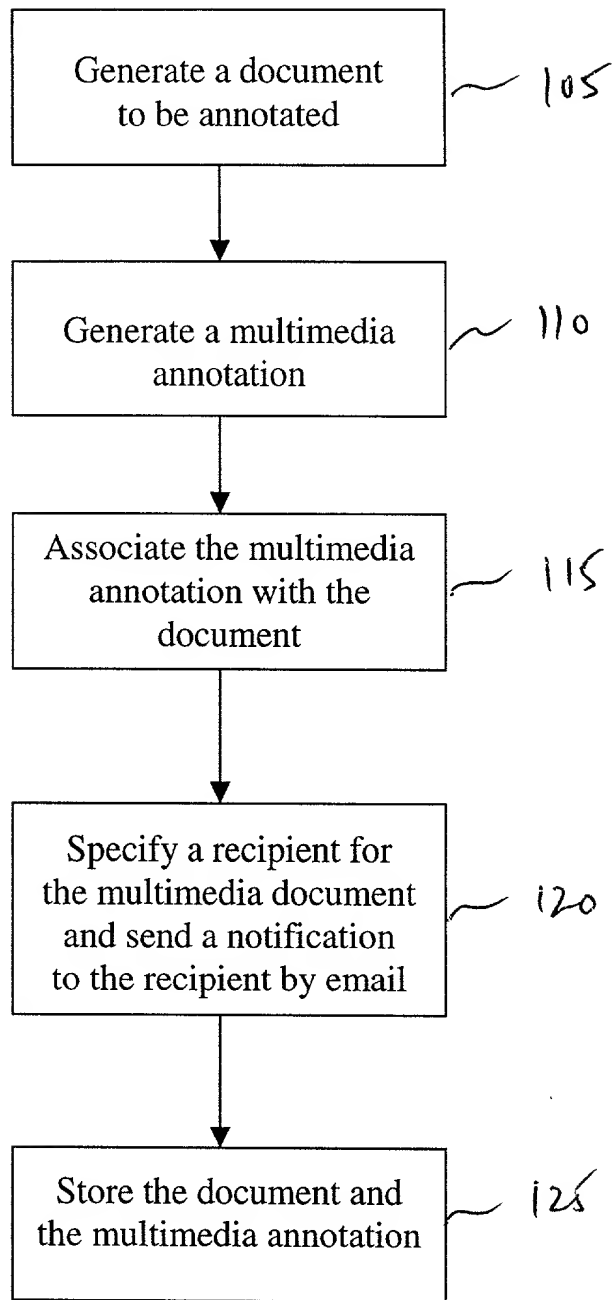 Generate a document
to be annotated
105
Generate a multimedia
annotation
110
Associate the multimedia
annotation with the
document
115
Specify a recipient for
the multimedia document
and send a notification
to the recipient by email
120
Store the document and
the multimedia annotation
125